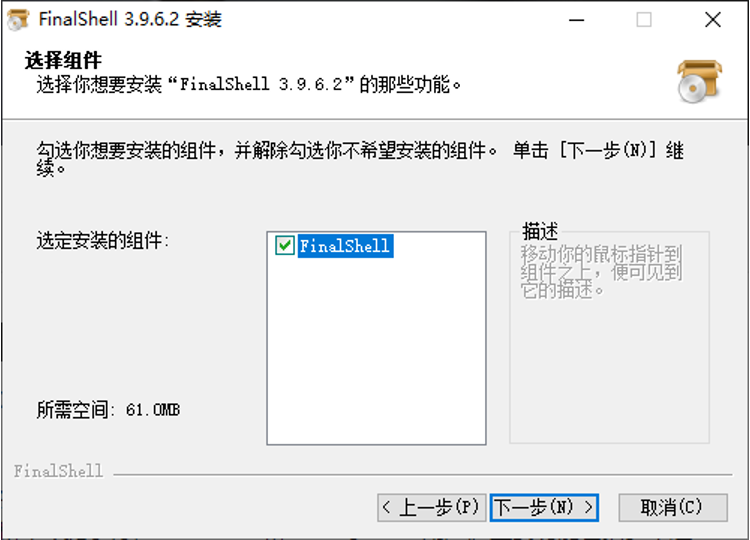 FinalShell 3.9.6.2 安装
选择组件
选择你想要安装“FinalShell 3.9.6.2”的那些功能。
勾选你想要安装的组件，并解除勾选你不希望安装的组件。 单击 [下一步(N)] 继
续。
选定安装的组件:
FinalShell
描述
移动你的鼠标指针到
组件之上，便可见到
它的描述。
所需空间: 61.0MB
FinalShell
< 上一步(P) 下一步(N) > 取消(C)